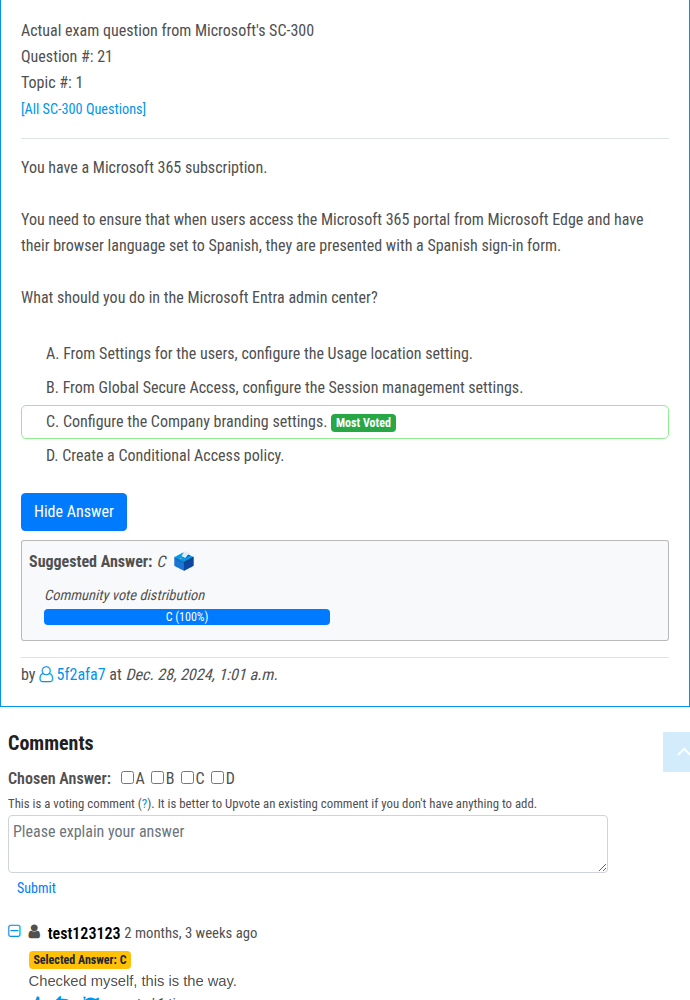 Actual exam question from Microsoft's SC-300
Question #: 21
Topic #: 1
[All SC-300 Questions]
You have a Microsoft 365 subscription.
You need to ensure that when users access the Microsoft 365 portal from Microsoft Edge and have
their browser language set to Spanish, they are presented with a Spanish sign-in form.
What should you do in the Microsoft Entra admin center?
A. From Settings for the users, configure the Usage location setting.
B. From Global Secure Access, configure the Session management settings.
C. Configure the Company branding settings. Most Voted
D. Create a Conditional Access policy.
Hide Answer
Suggested Answer: C
Community vote distribution
C (100%)
by 5f2afa7 at Dec. 28, 2024, 1:01 a.m.
Comments
Chosen Answer: A B C D
This is a voting comment (?). It is better to Upvote an existing comment if you don't have anything to add.
Please explain your answer
Submit
test123123 2 months, 3 weeks ago
Selected Answer: C
Checked myself, this is the way.